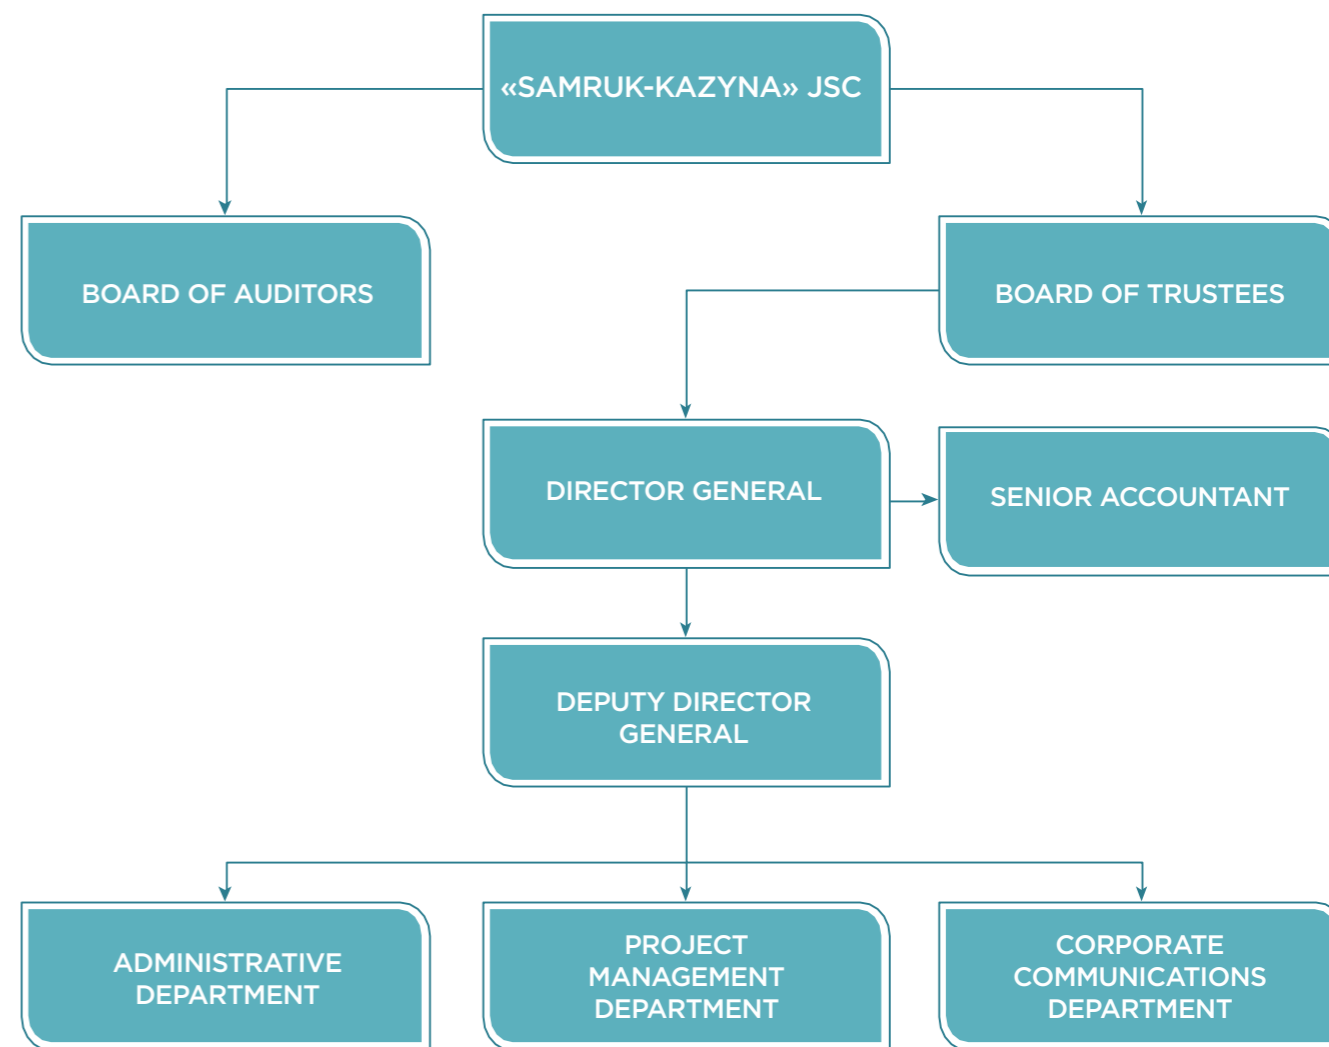 «SAMRUK-KAZYNA» JSC
BOARD OF AUDITORS
BOARD OF TRUSTEES
DIRECTOR GENERAL
SENIOR ACCOUNTANT
DEPUTY DIRECTOR
GENERAL
ADMINISTRATIVE
DEPARTMENT
PROJECT
MANAGEMENT
DEPARTMENT
CORPORATE
COMMUNICATIONS
DEPARTMENT